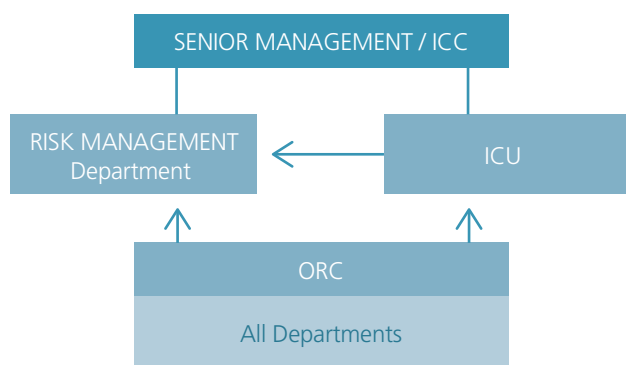 SENIOR MANAGEMENT / ICC
RISK MANAGEMENT
Department
ICU
ORC
All Departments